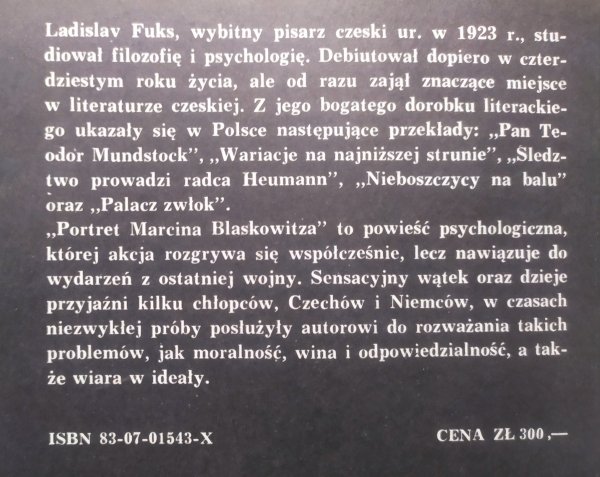 Ladislav Fuks, wybitny pisarz czeski ur. w 1923 r., stu-
diował filozofię i psychologię. Debiutował dopiero w czter-
dziestym roku życia, ale od razu zajął znaczące miejsce
w literaturze czeskiej. Z jego bogatego dorobku literackie-
go ukazały się w Polsce następujące przekłady: „Pan Te-
odor Mundstock”, „Wariacje na najniższej strunie”, „Śledz-
two prowadzi radca Heumann”, „Nieboszczycy na balu”
oraz „Palacz zwłok”.
„Portret Marcina Blaskowitza” to powieść psychologiczna,
której akcja rozgrywa się współcześnie, lecz nawiązuje do
wydarzeń z ostatniej wojny. Sensacyjny wątek oraz dzieje
przyjaźni kilku chłopców, Czechów i Niemców, w czasach
niezwykłej próby posłużyły autorowi do rozważania takich
problemów, jak moralność, wina i odpowiedzialność, a tak-
że wiara w ideały.
ISBN 83-07-01543-X
CENA ZŁ 300,—